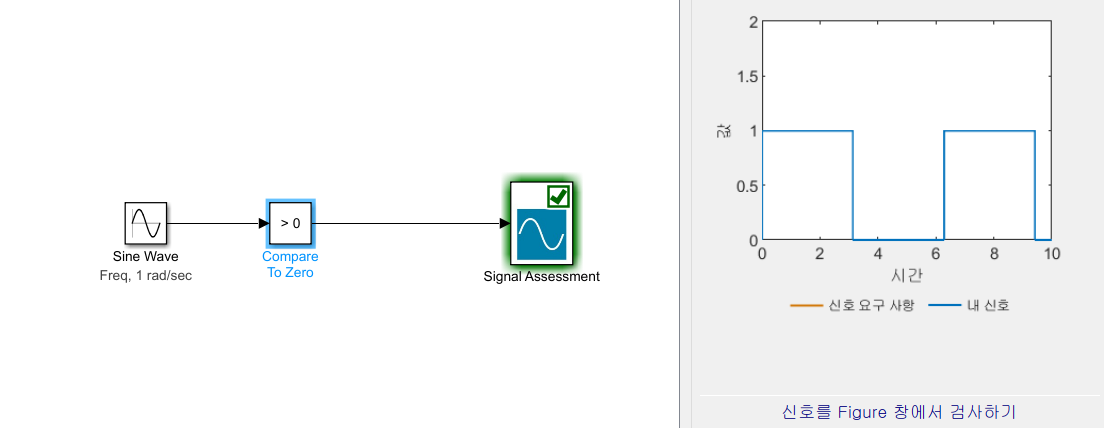 Sine Wave
Freq, 1 rad/sec
> 0
Compare
To Zero
Signal Assessment
2
1.5
1
0.5
0
값
0 2 4 6 8 10
시간
신호 요구 사항 내 신호
신호를 Figure 창에서 검사하기